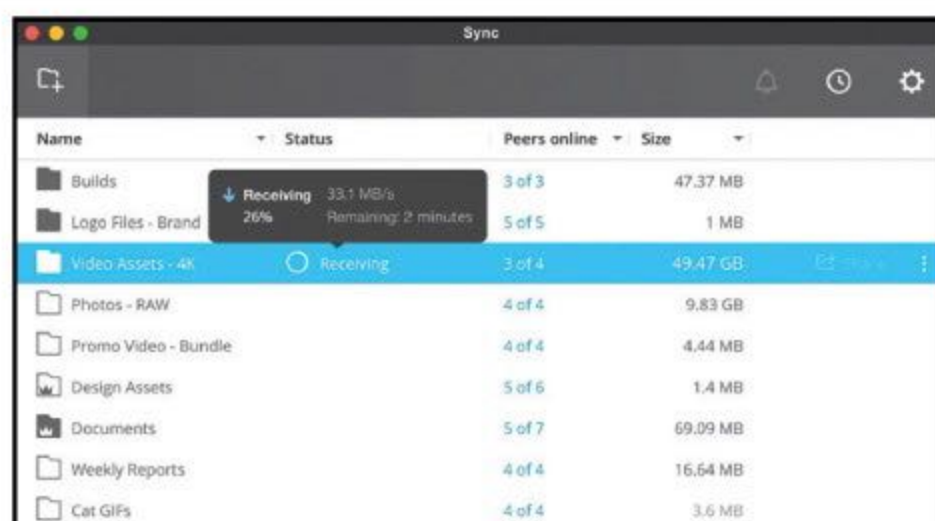 Sync
Name Status Peers online Size
Builds 3 of 3 47.37 MB
Receiving 33.1 MB/s
26% Remaining: 2 minutes
Logo Files - Brand 5 of 5 1 MB
Video Assets - 4K Receiving 3 of 4 49.47 GB
Photos - RAW 4 of 4 9.83 GB
Promo Video - Bundle 4 of 4 4.44 MB
Design Assets 5 of 6 1.4 MB
Documents 5 of 7 69.09 MB
Weekly Reports 4 of 4 16.64 MB
Cat GIFs 4 of 4 3.6 MB